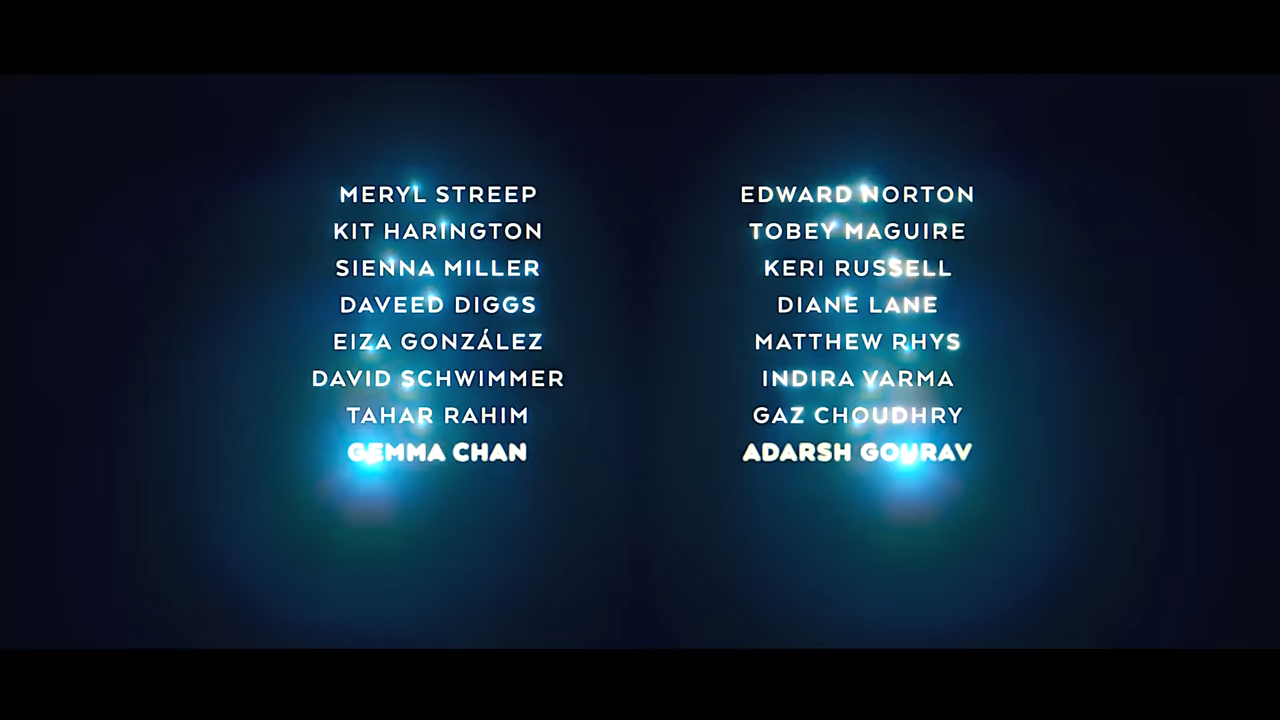 MERYL STREEP
KIT HARINGTON
SIENNA MILLER
DAVEED DIGGS
EIZA GONZÁLEZ
DAVID SCHWIMMER
TAHAR RAHIM
GEMMA CHAN
EDWARD NORTON
TOBEY MAGUIRE
KERI RUSSELL
DIANE LANE
MATTHEW RHYS
INDIRA VARMA
GAZ CHOUDHRY
ADARSH GOURAV